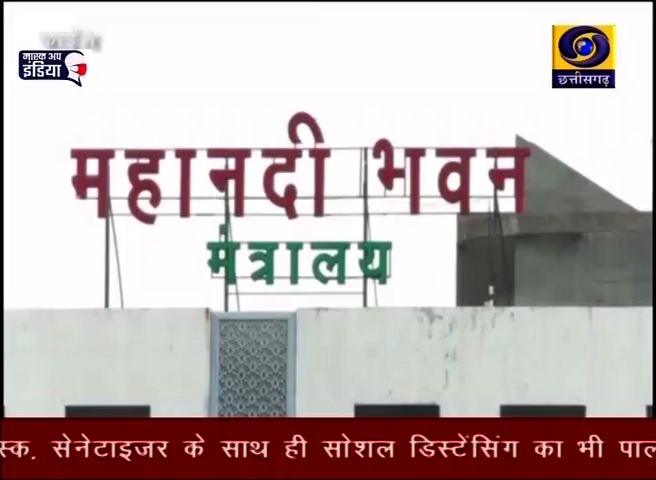 मास्क अप
इंडिया
छत्तीसगढ़
महानदी भवन
मंत्रालय
स्क. सेनेटाइजर के साथ ही सोशल डिस्टेंसिंग का भी पाल